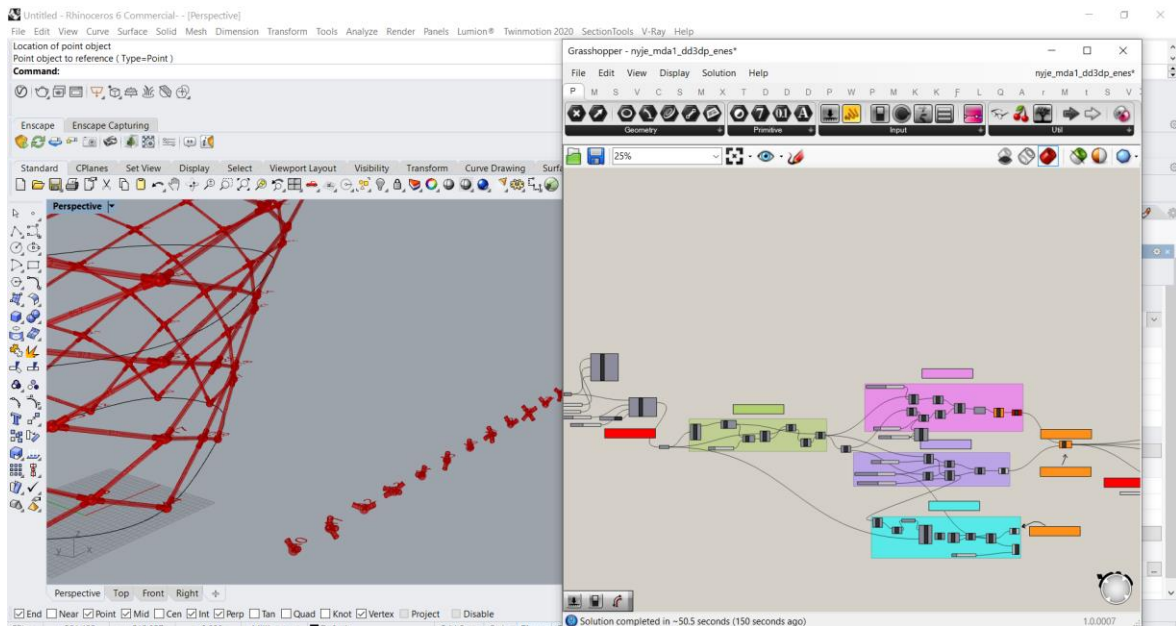 Untitled - Rhinoceros 6 Commercial- - [Perspective]
File Edit View Curve Surface Solid Mesh Dimension Transform Tools Analyze Render Panels Lumion® Twinmotion 2020 SectionTools V-Ray Help
Location of point object
Point object to reference ( Type=Point )
Command:
Enscape Enscape Capturing
Standard CPlanes Set View Display Select Viewport Layout Visibility Transform Curve Drawing Surfa
Perspective
z
y x
Perspective Top Front Right
End Near Point Mid Cen Int Perp Tan Quad Knot Vertex Project Disable
Grasshopper - nyje_mda1_dd3dp_enes*
File Edit View Display Solution Help nyje_mda1_dd3dp_enes*
P M S V C S M X T D D D P W P K K F L Q A r M t S V
Geometry Primitive Input Util
25%
Solution completed in ~50.5 seconds (150 seconds ago) 1.0.0007